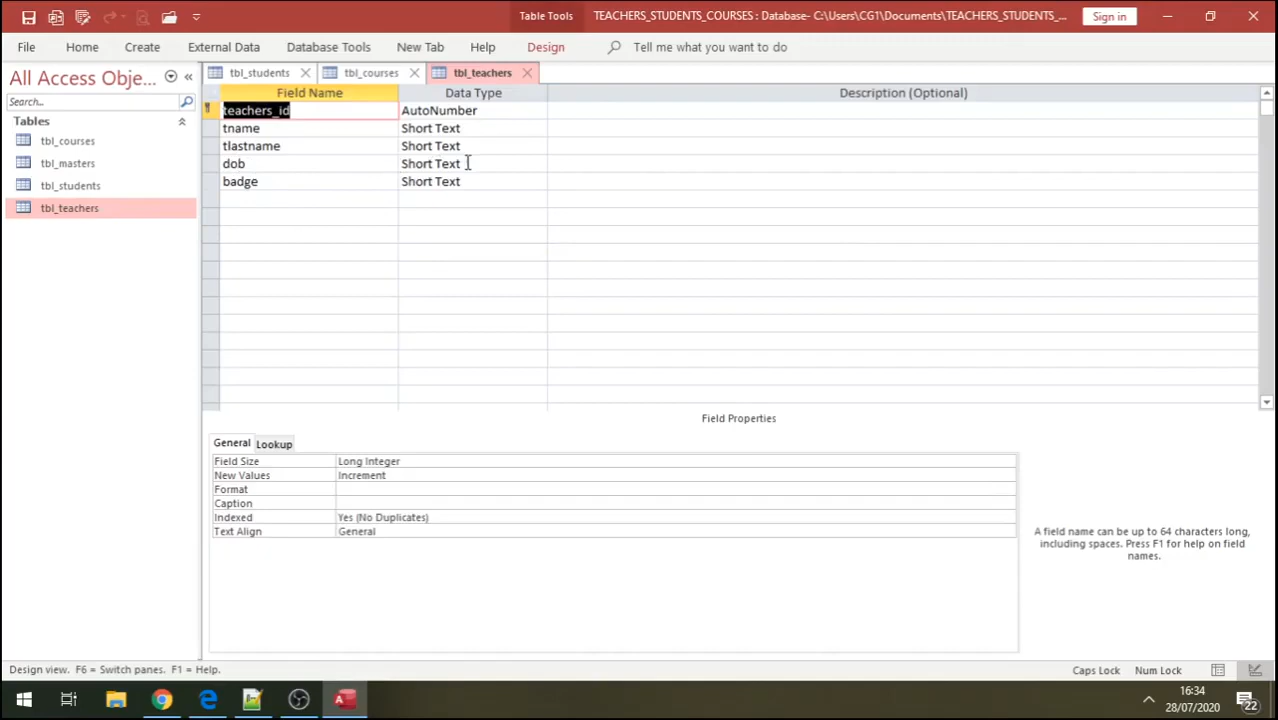 Table Tools
TEACHERS_STUDENTS_COURSES : Database- C:\Users\CG1\Documents\TEACHERS_STUDENTS_...
Sign in
File Home Create External Data Database Tools New Tab Help Design Tell me what you want to do
All Access Obje...
Search...
Tables
tbl_courses
tbl_masters
tbl_students
tbl_teachers
tbl_students tbl_courses tbl_teachers
Field Name Data Type Description (Optional)
teachers_id AutoNumber
tname Short Text
tlastname Short Text
dob Short Text
badge Short Text
Field Properties
General Lookup
Field Size Long Integer
New Values Increment
Format
Caption
Indexed Yes (No Duplicates)
Text Align General
A field name can be up to 64 characters long,
including spaces. Press F1 for help on field
names.
Design view. F6 = Switch panes. F1 = Help.
Caps Lock Num Lock
16:34
28/07/2020
22